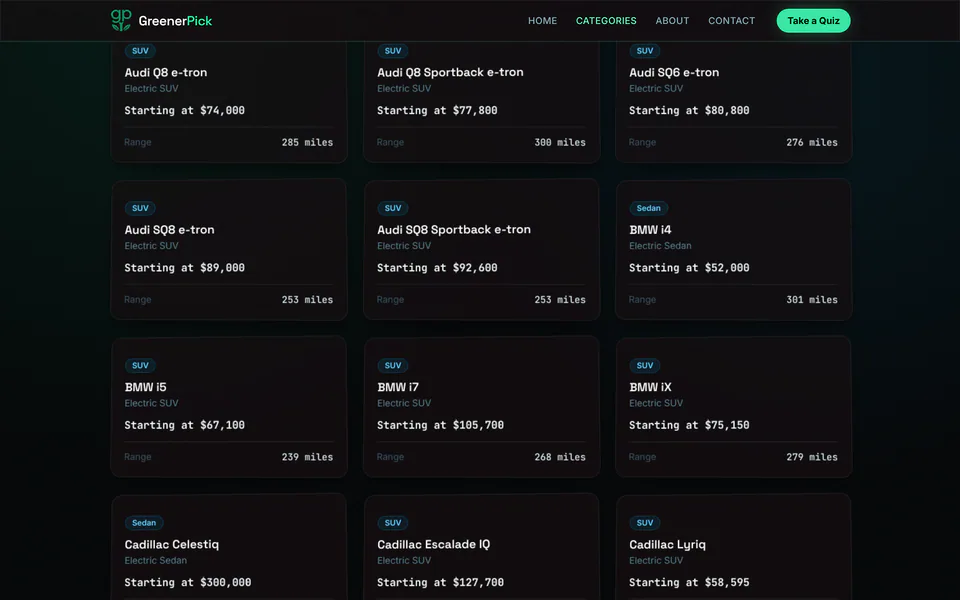 gp GreenerPick HOME CATEGORIES ABOUT CONTACT Take a Quiz
SUV SUV SUV
Audi Q8 e-tron Audi Q8 Sportback e-tron Audi SQ6 e-tron
Electric SUV Electric SUV Electric SUV
Starting at $74,000 Starting at $77,800 Starting at $80,800
Range 285 miles Range 300 miles Range 276 miles
SUV SUV Sedan
Audi SQ8 e-tron Audi SQ8 Sportback e-tron BMW i4
Electric SUV Electric SUV Electric Sedan
Starting at $89,000 Starting at $92,600 Starting at $52,000
Range 253 miles Range 253 miles Range 301 miles
SUV SUV SUV
BMW i5 BMW i7 BMW iX
Electric SUV Electric SUV Electric SUV
Starting at $67,100 Starting at $105,700 Starting at $75,150
Range 239 miles Range 268 miles Range 279 miles
Sedan SUV SUV
Cadillac Celestiq Cadillac Escalade IQ Cadillac Lyriq
Electric Sedan Electric SUV Electric SUV
Starting at $300,000 Starting at $127,700 Starting at $58,595